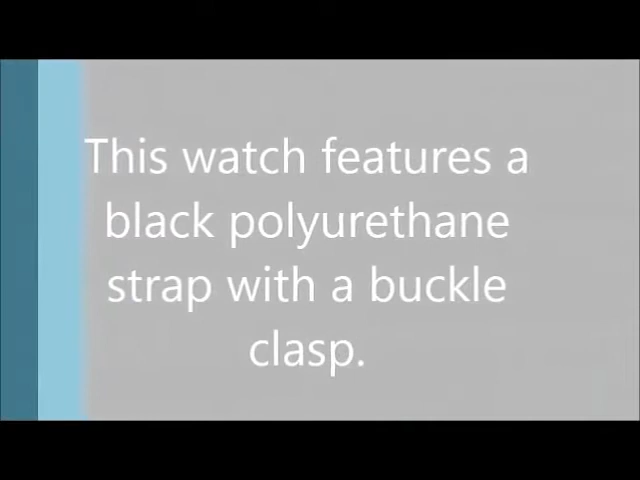 This watch features a
black polyurethane
strap with a buckle
clasp.